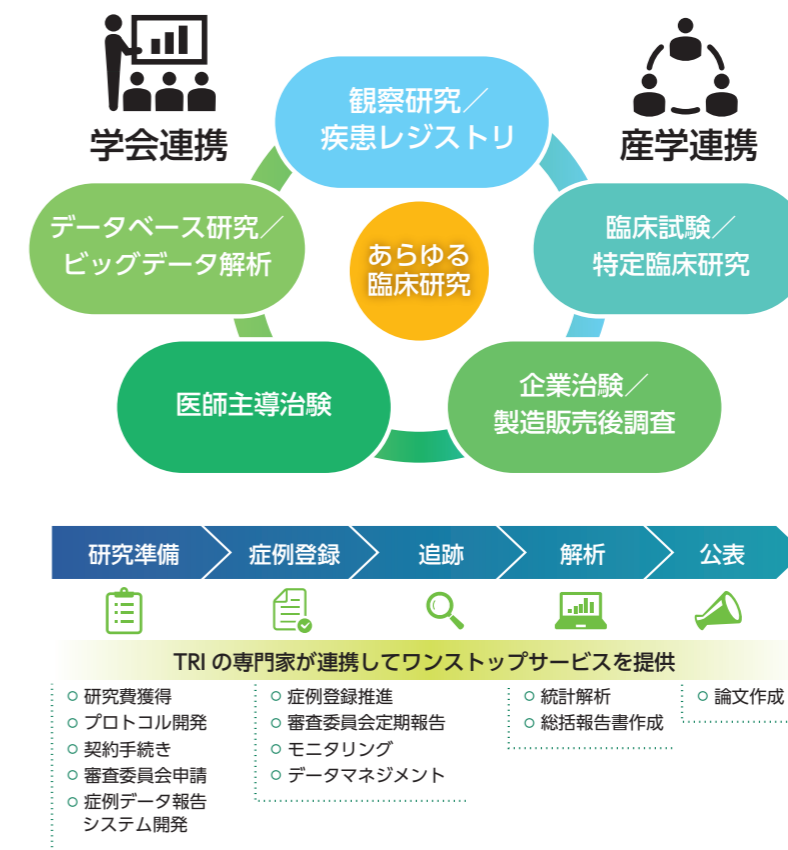 学会連携
産学連携
観察研究／
疾患レジストリ
データベース研究／
ビッグデータ解析
あらゆる
臨床研究
臨床試験／
特定臨床研究
医師主導治験
企業治験／
製造販売後調査
研究準備
症例登録
追跡
解析
公表
TRI の専門家が連携してワンストップサービスを提供
○ 研究費獲得
○ プロトコル開発
○ 契約手続き
○ 審査委員会申請
○ 症例データ報告
システム開発
○ 症例登録推進
○ 審査委員会定期報告
○ モニタリング
○ データマネジメント
○ 統計解析
○ 総括報告書作成
○ 論文作成